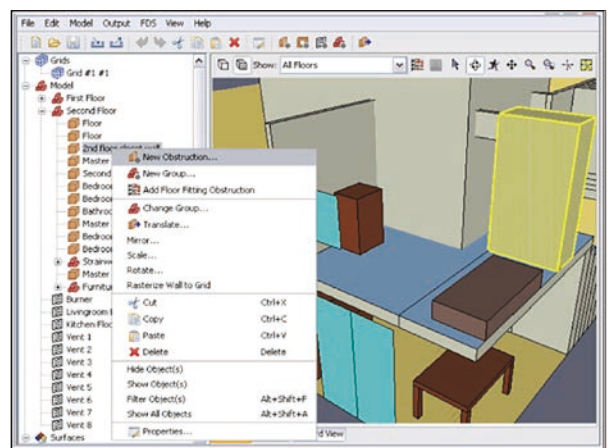 File Edit Model Output FDS View Help
Show: All Floors
Grids
Grid #1 #1
Model
First Floor
Second Floor
Floor
Floor
2nd floor closet wall
Master
Second
Bedroo
Bedroo
Bathroo
Master
Bedroo
Bedroo
Stairw
Master
Furnitu
Burner
Livingroom
Kitchen Floo
Vent 1
Vent 2
Vent 3
Vent 4
Vent 5
Vent 6
Vent 7
Vent 8
Surfaces
New Obstruction...
New Group...
Add Floor Fitting Obstruction
Change Group...
Translate...
Mirror...
Scale...
Rotate...
Rasterize Wall to Grid
Cut Ctrl+X
Copy Ctrl+C
Paste Ctrl+V
Delete Delete
Hide Object(s)
Show Object(s)
Filter Object(s) Alt+Shift+F
Show All Objects Alt+Shift+A
Properties...
View